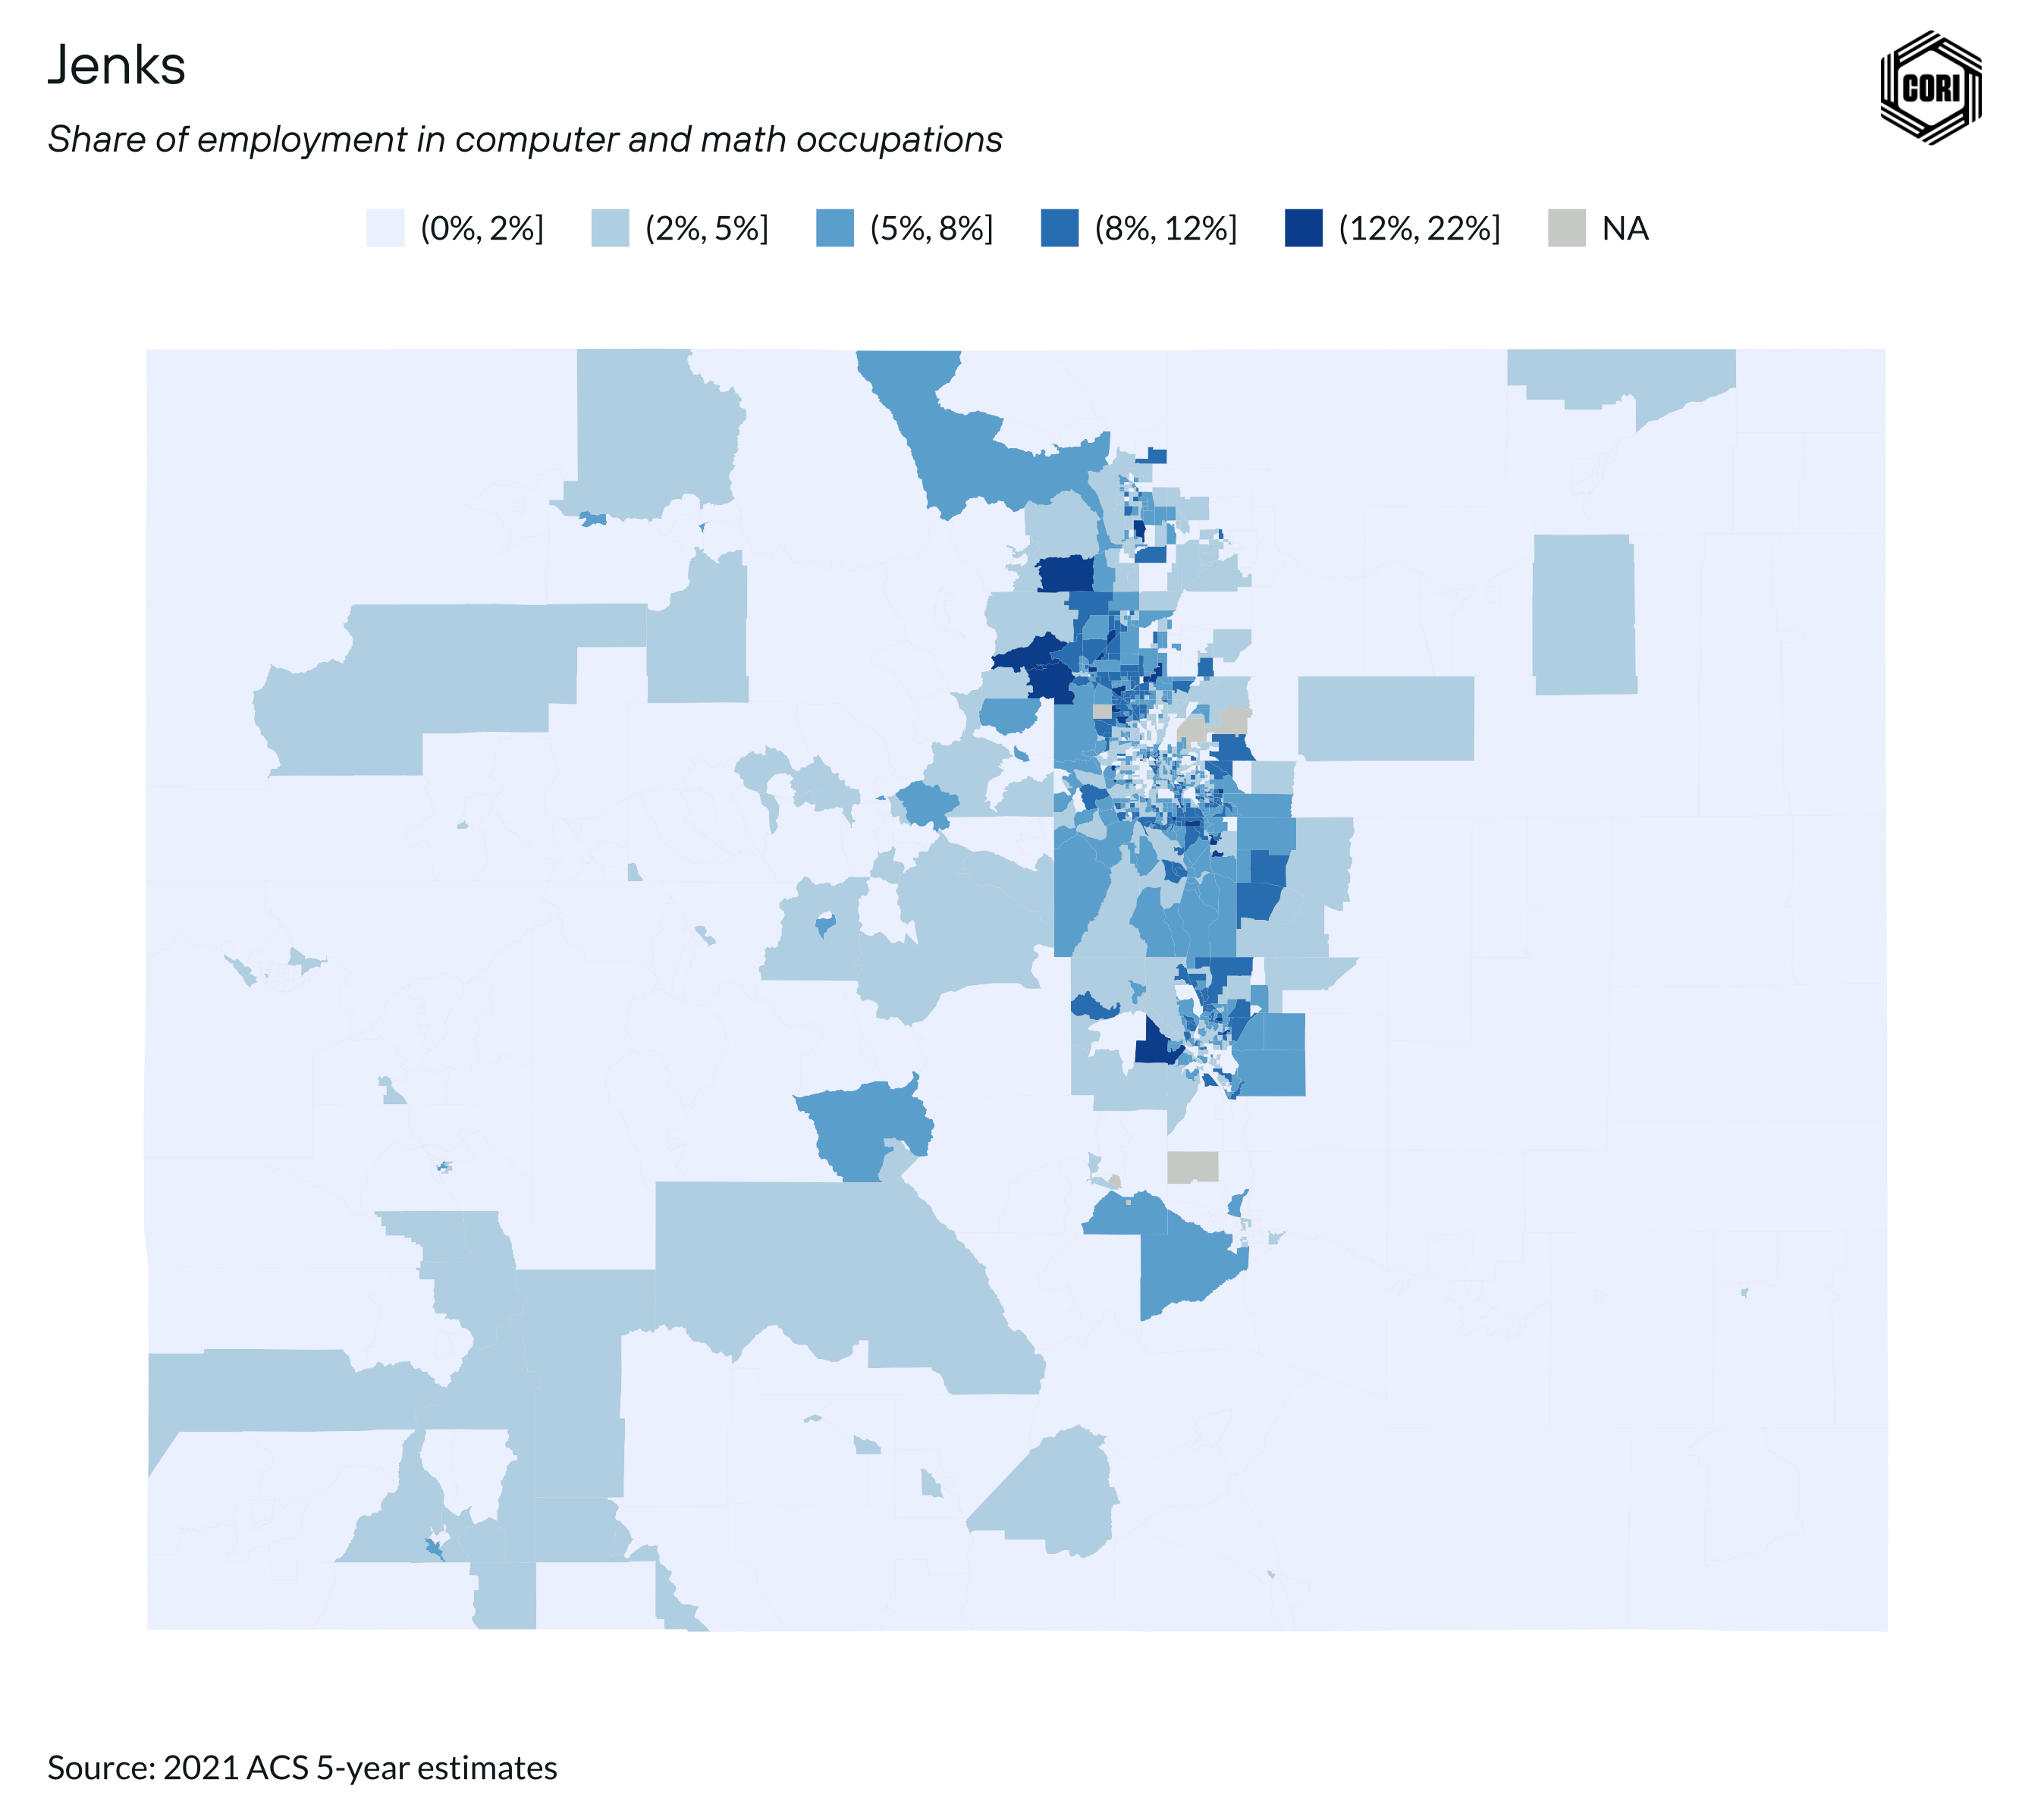 Jenks
CORI
Share of employment in computer and math occupations
(0%, 2%] (2%, 5%] (5%, 8%] (8%, 12%] (12%, 22%] NA
Source: 2021 ACS 5-year estimates